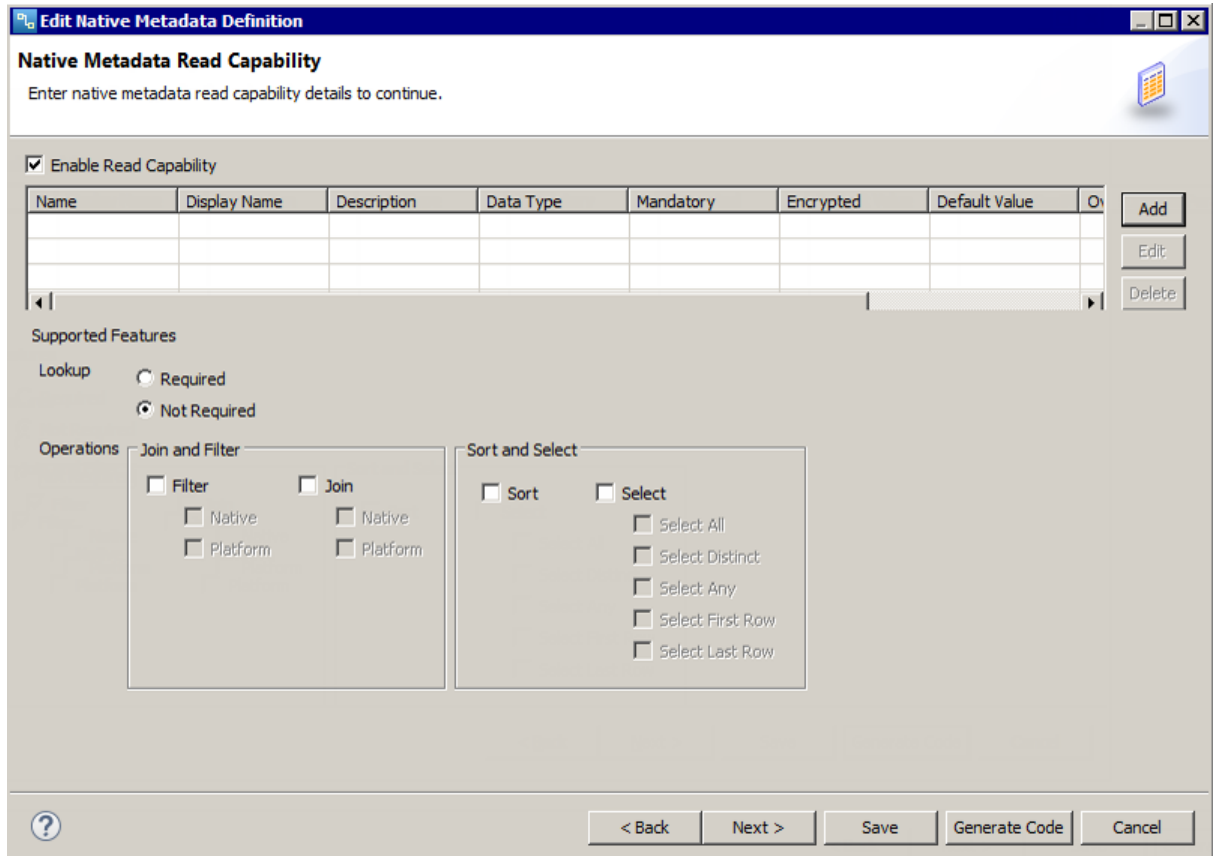 Edit Native Metadata Definition
Native Metadata Read Capability
Enter native metadata read capability details to continue.
Enable Read Capability
Name Display Name Description Data Type Mandatory Encrypted Default Value Ov
Add
Edit
Delete
Supported Features
Lookup
Required
Not Required
Operations
Join and Filter
Filter Join
Native Native
Platform Platform
Sort and Select
Sort Select
Select All
Select Distinct
Select Any
Select First Row
Select Last Row
? < Back Next > Save Generate Code Cancel